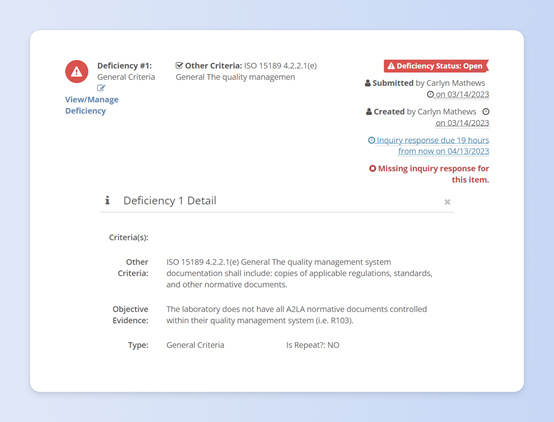 Deficiency #1:
General Criteria
View/Manage
Deficiency
Other Criteria: ISO 15189 4.2.2.1(e)
General The quality managemen
Deficiency Status: Open
Submitted by Carlyn Mathews
on 03/14/2023
Created by Carlyn Mathews
on 03/14/2023
Inquiry response due 19 hours
from now on 04/13/2023
Missing inquiry response for
this item.
Deficiency 1 Detail
Criteria(s):
Other
Criteria:
ISO 15189 4.2.2.1(e) General The quality management system
documentation shall include: copies of applicable regulations, standards,
and other normative documents.
Objective
Evidence:
The laboratory does not have all A2LA normative documents controlled
within their quality management system (i.e. R103).
Type: General Criteria Is Repeat?: NO